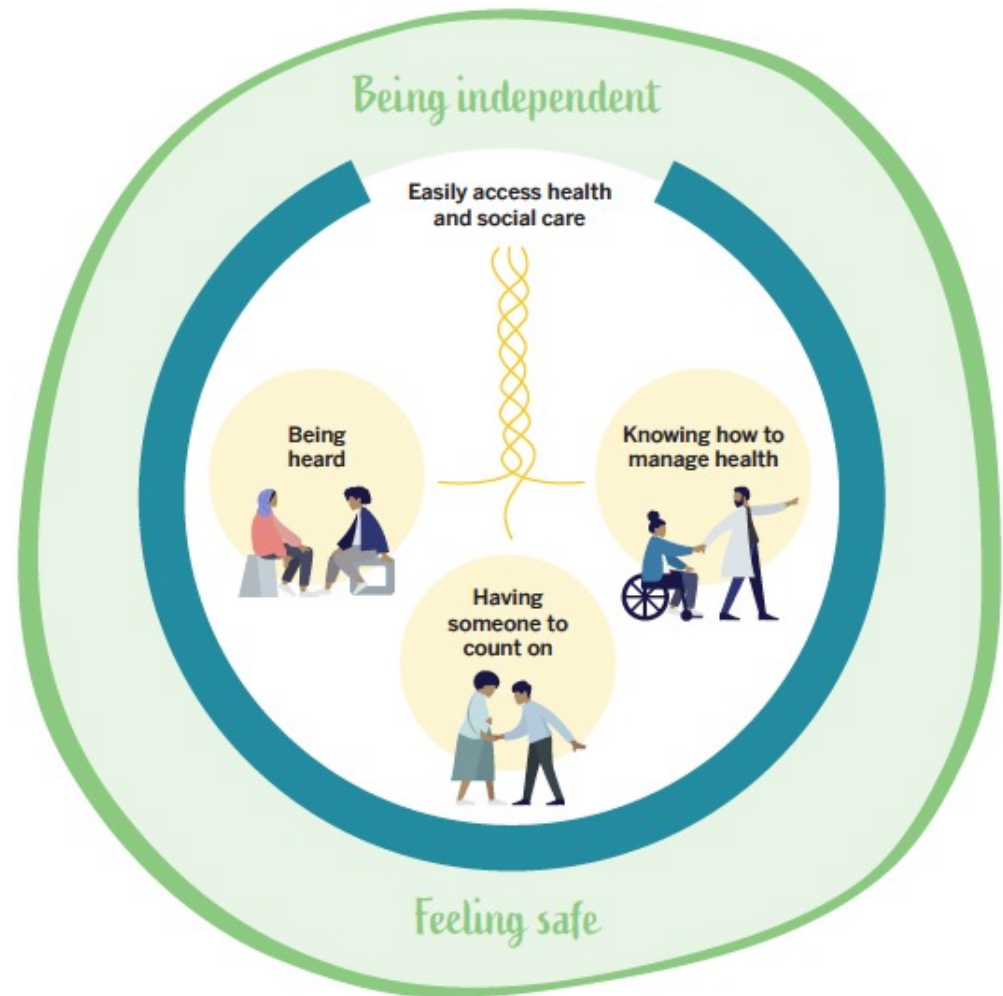 Being independent
Easily access health
and social care
Being
heard
Knowing how to
manage health
Having
someone to
count on
Feeling safe